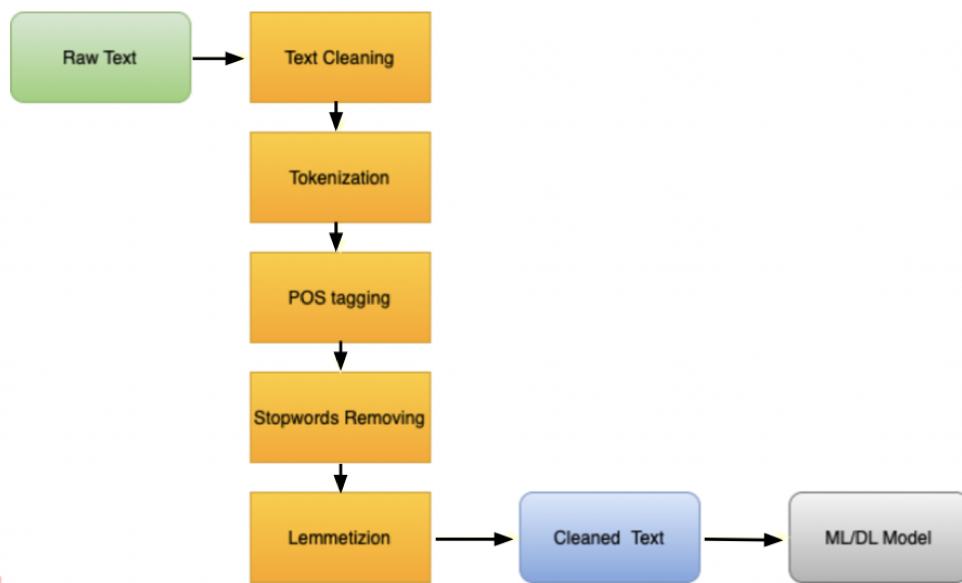 Raw Text
Text Cleaning
Tokenization
POS tagging
Stopwords Removing
Lemmetizion
Cleaned Text
ML/DL Model